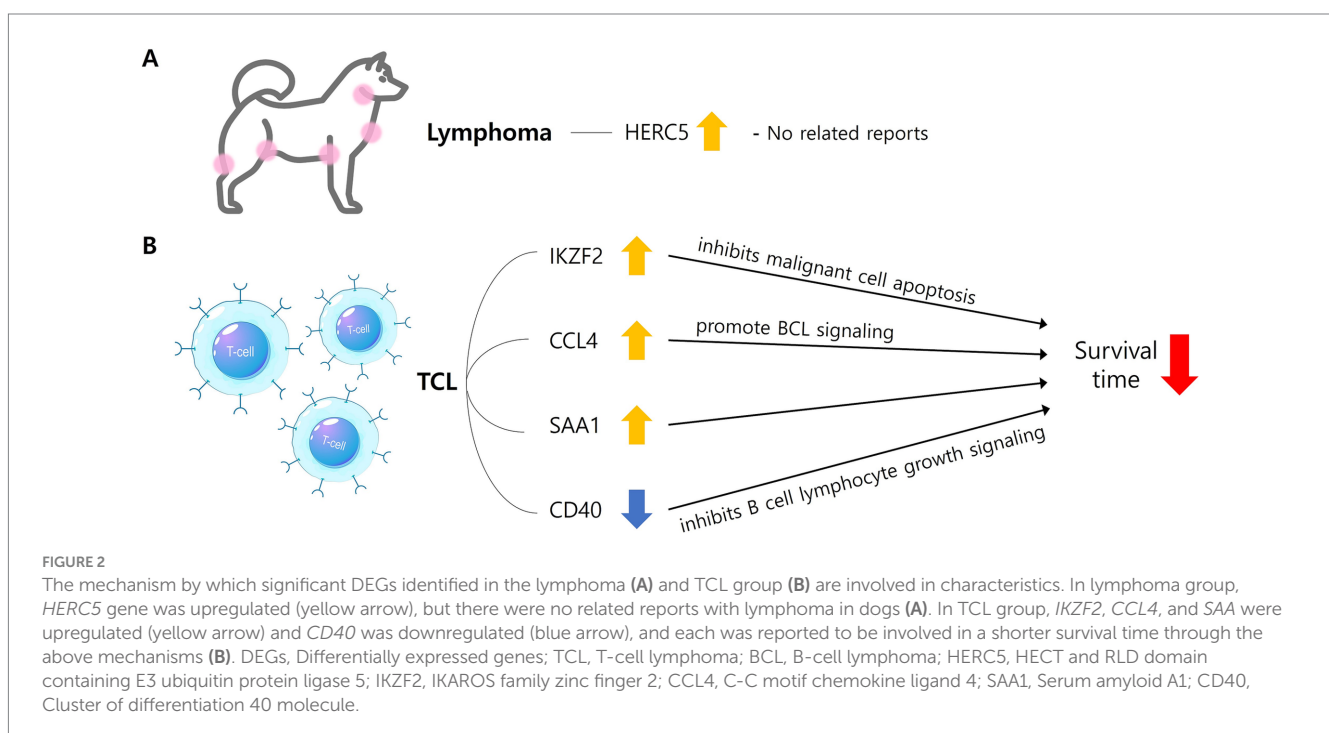 A
Lymphoma
HERC5
- No related reports
B
T-cell
T-cell
T-cell
TCL
IKZF2
inhibits malignant cell apoptosis
CCL4
promote BCL signaling
SAA1
CD40
inhibits B cell lymphocyte growth signaling
Survival
time
FIGURE 2
The mechanism by which significant DEGs identified in the lymphoma (A) and TCL group (B) are involved in characteristics. In lymphoma group,
HERC5 gene was upregulated (yellow arrow), but there were no related reports with lymphoma in dogs (A). In TCL group, IKZF2, CCL4, and SAA were
upregulated (yellow arrow) and CD40 was downregulated (blue arrow), and each was reported to be involved in a shorter survival time through the
above mechanisms (B). DEGs, Differentially expressed genes; TCL, T-cell lymphoma; BCL, B-cell lymphoma; HERC5, HECT and RLD domain
containing E3 ubiquitin protein ligase 5; IKZF2, IKAROS family zinc finger 2; CCL4, C-C motif chemokine ligand 4; SAA1, Serum amyloid A1; CD40,
Cluster of differentiation 40 molecule.